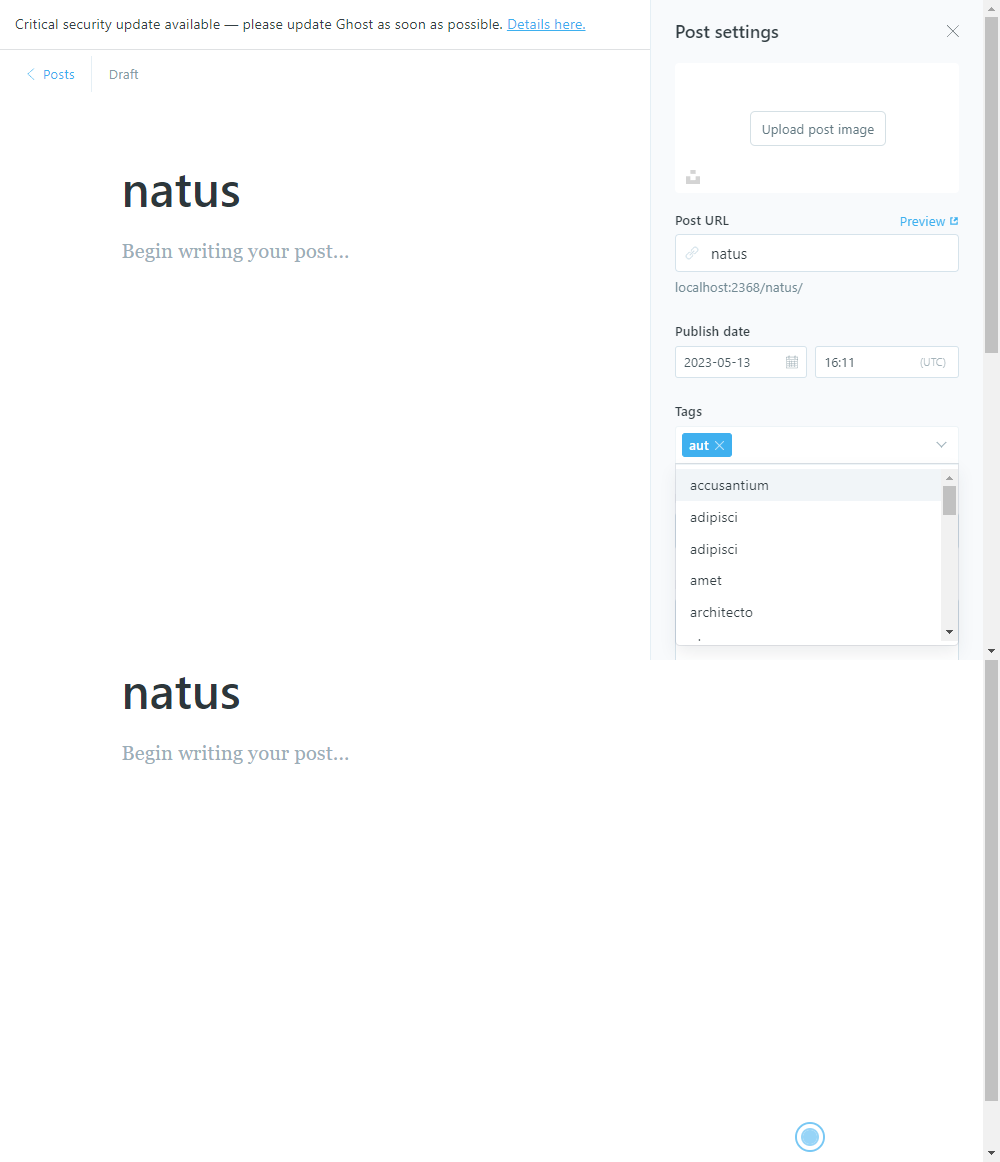 Critical security update available — please update Ghost as soon as possible. Details here.
Posts
Draft
natus
Begin writing your post...
Post settings
Upload post image
Post URL
Preview
natus
localhost:2368/natus/
Publish date
2023-05-13
16:11
(UTC)
Tags
aut
accusantium
adipisci
adipisci
amet
architecto
natus
Begin writing your post...